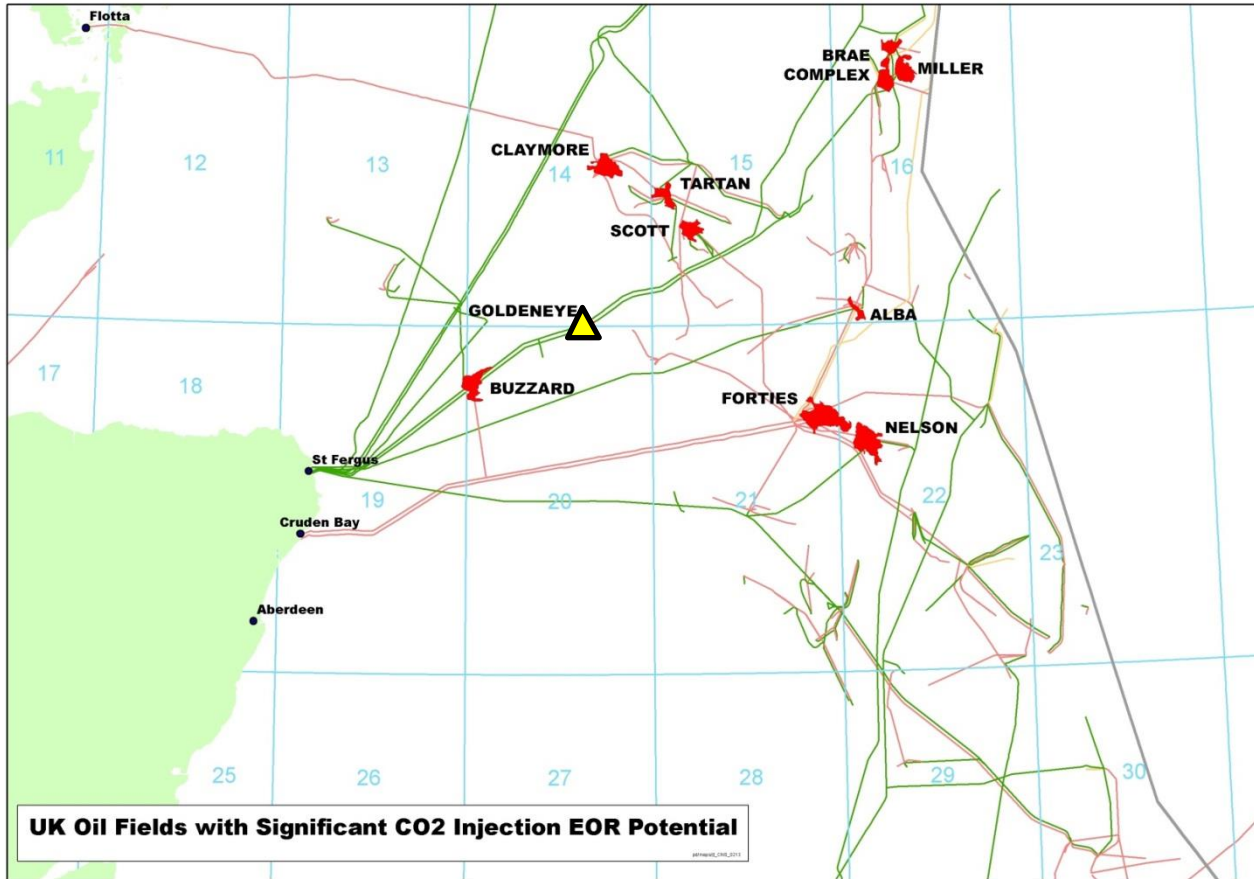 Flotta
BRAE
COMPLEX
MILLER
11
12
13
CLAYMORE
14
15
16
TARTAN
SCOTT
GOLDENEYE
ALBA
17
18
BUZZARD
FORTIES
NELSON
St Fergus
19
20
21
22
Cruden Bay
23
Aberdeen
25
26
27
28
29
30
UK Oil Fields with Significant CO2 Injection EOR Potential